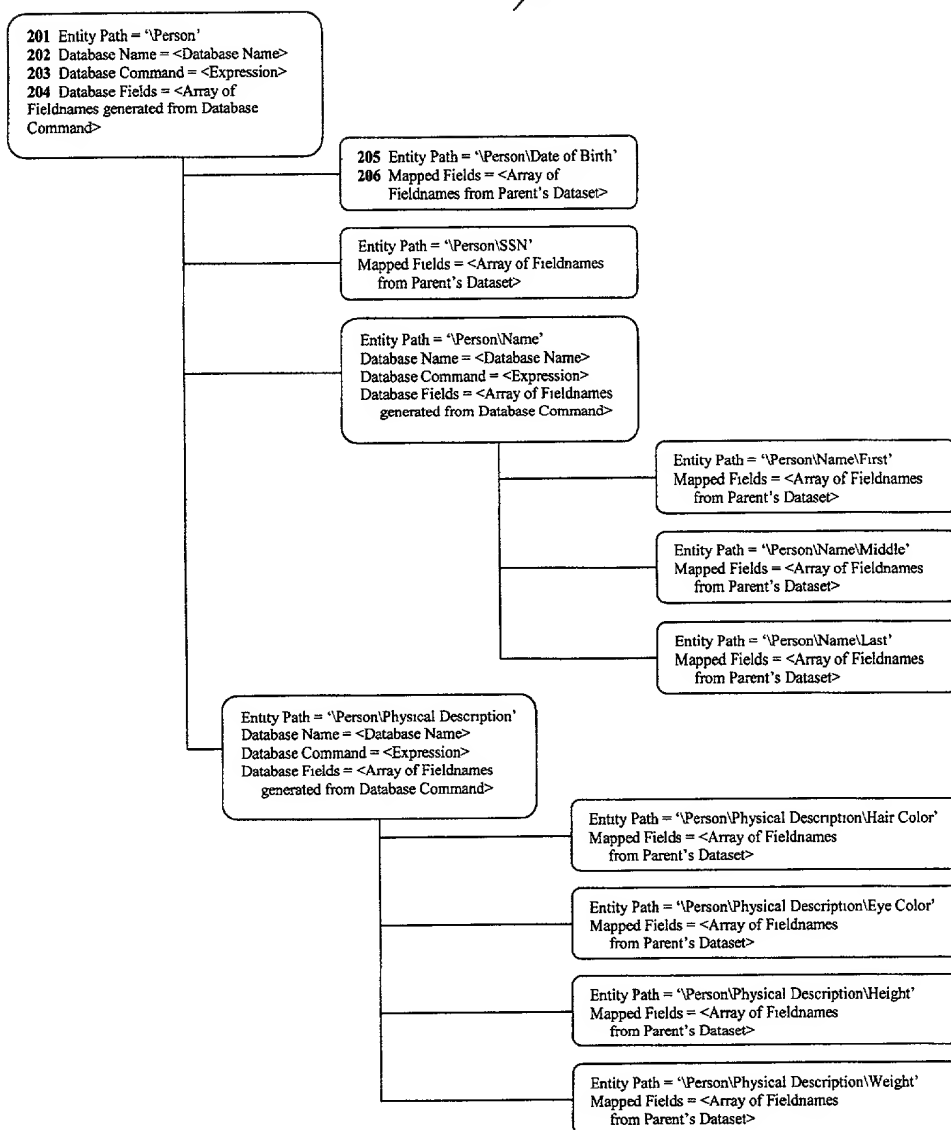 201 Entity Path = ‘\Person’
202 Database Name = <Database Name>
203 Database Command = <Expression>
204 Database Fields = <Array of
Fieldnames generated from Database
Command>
205 Entity Path = ‘\Person\Date of Birth’
206 Mapped Fields = <Array of
Fieldnames from Parent’s Dataset>
Entity Path = ‘\Person\SSN’
Mapped Fields = <Array of Fieldnames
from Parent’s Dataset>
Entity Path = ‘\Person\Name’
Database Name = <Database Name>
Database Command = <Expression>
Database Fields = <Array of Fieldnames
generated from Database Command>
Entity Path = ‘\Person\Name\First’
Mapped Fields = <Array of Fieldnames
from Parent’s Dataset>
Entity Path = ‘\Person\Name\Middle’
Mapped Fields = <Array of Fieldnames
from Parent’s Dataset>
Entity Path = ‘\Person\Name\Last’
Mapped Fields = <Array of Fieldnames
from Parent’s Dataset>
Entity Path = ‘\Person\Physical Description’
Database Name = <Database Name>
Database Command = <Expression>
Database Fields = <Array of Fieldnames
generated from Database Command>
Entity Path = ‘\Person\Physical Description\Hair Color’
Mapped Fields = <Array of Fieldnames
from Parent’s Dataset>
Entity Path = ‘\Person\Physical Description\Eye Color’
Mapped Fields = <Array of Fieldnames
from Parent’s Dataset>
Entity Path = ‘\Person\Physical Description\Height’
Mapped Fields = <Array of Fieldnames
from Parent’s Dataset>
Entity Path = ‘\Person\Physical Description\Weight’
Mapped Fields = <Array of Fieldnames
from Parent’s Dataset>